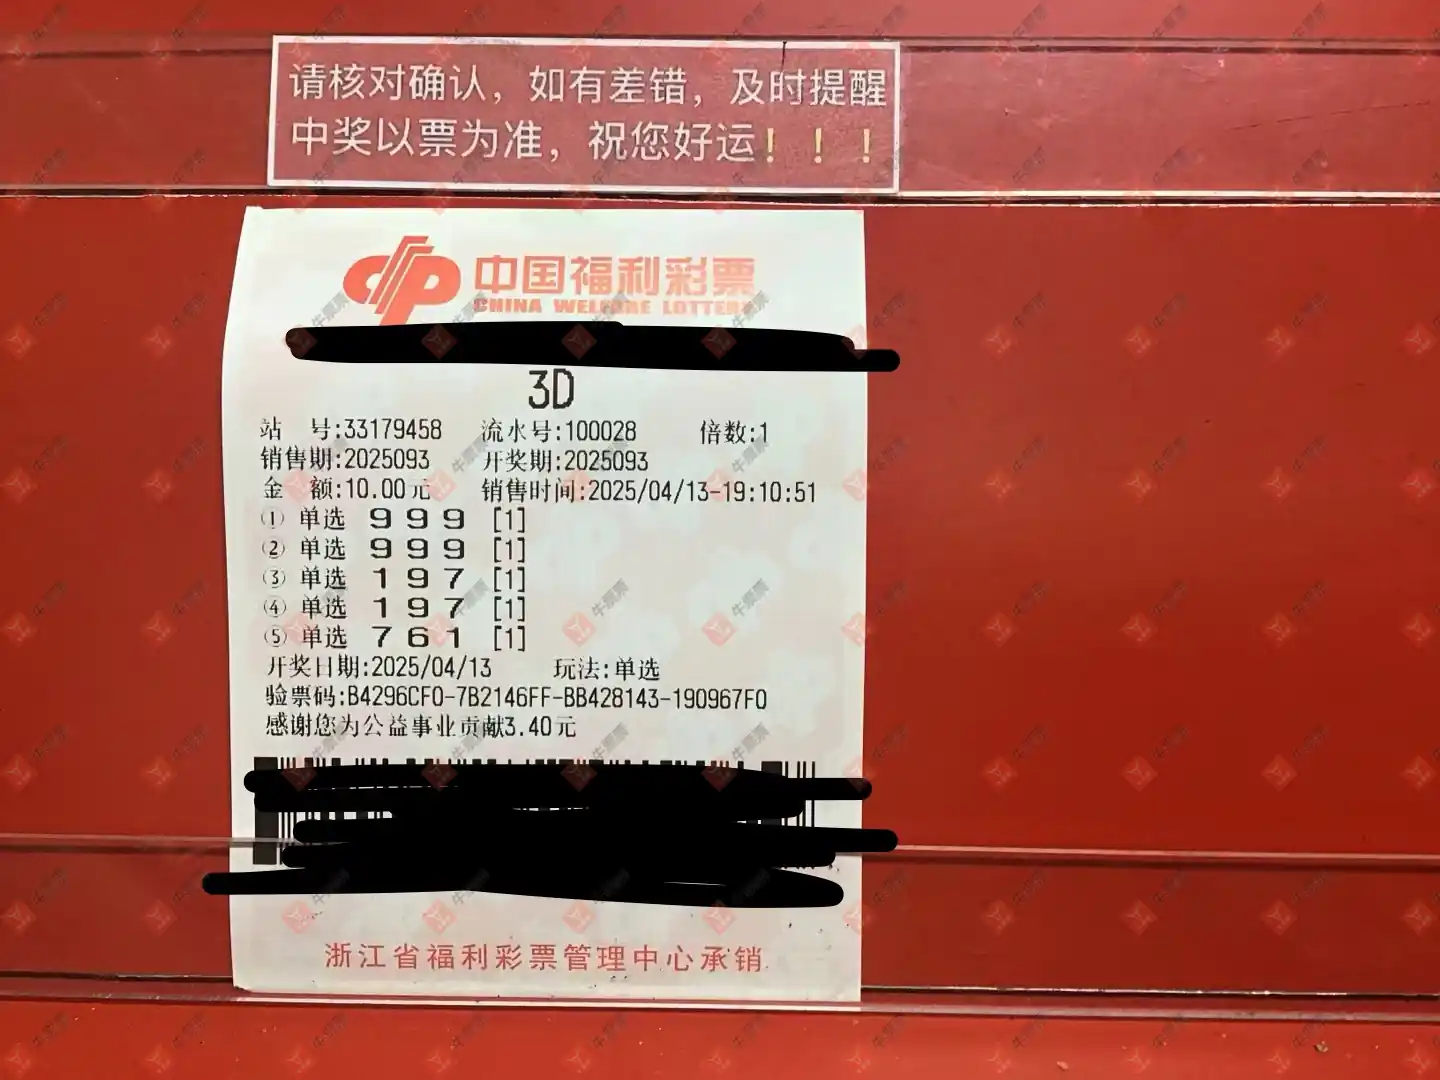 请核对确认，如有差错，及时提醒
中奖以票为准，祝您好运！！！
中国福利彩票
CHINA WELFARE LOTTERY
3D
站 号:33179458 流水号:100028 倍数:1
销售期:2025093 开奖期:2025093
金 额:10.00元 销售时间:2025/04/13-19:10:51
① 单选 9 9 9 [1]
② 单选 9 9 9 [1]
③ 单选 1 9 7 [1]
④ 单选 1 9 7 [1]
⑤ 单选 7 6 1 [1]
开奖日期:2025/04/13 玩法:单选
验票码:B4296CF0-7B2146FF-BB428143-190967F0
感谢您为公益事业贡献3.40元
浙江省福利彩票管理中心承销